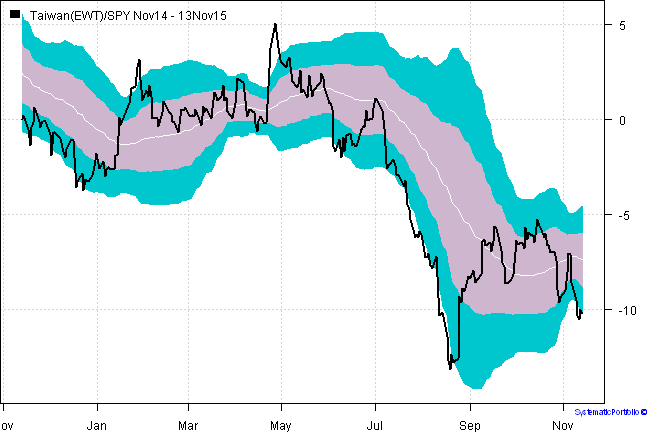 Taiwan(EWT)/SPY Nov14 - 13Nov15
5
0
-5
-10
ov Jan Mar May Jul Sep Nov
SystematicPortfolio ©